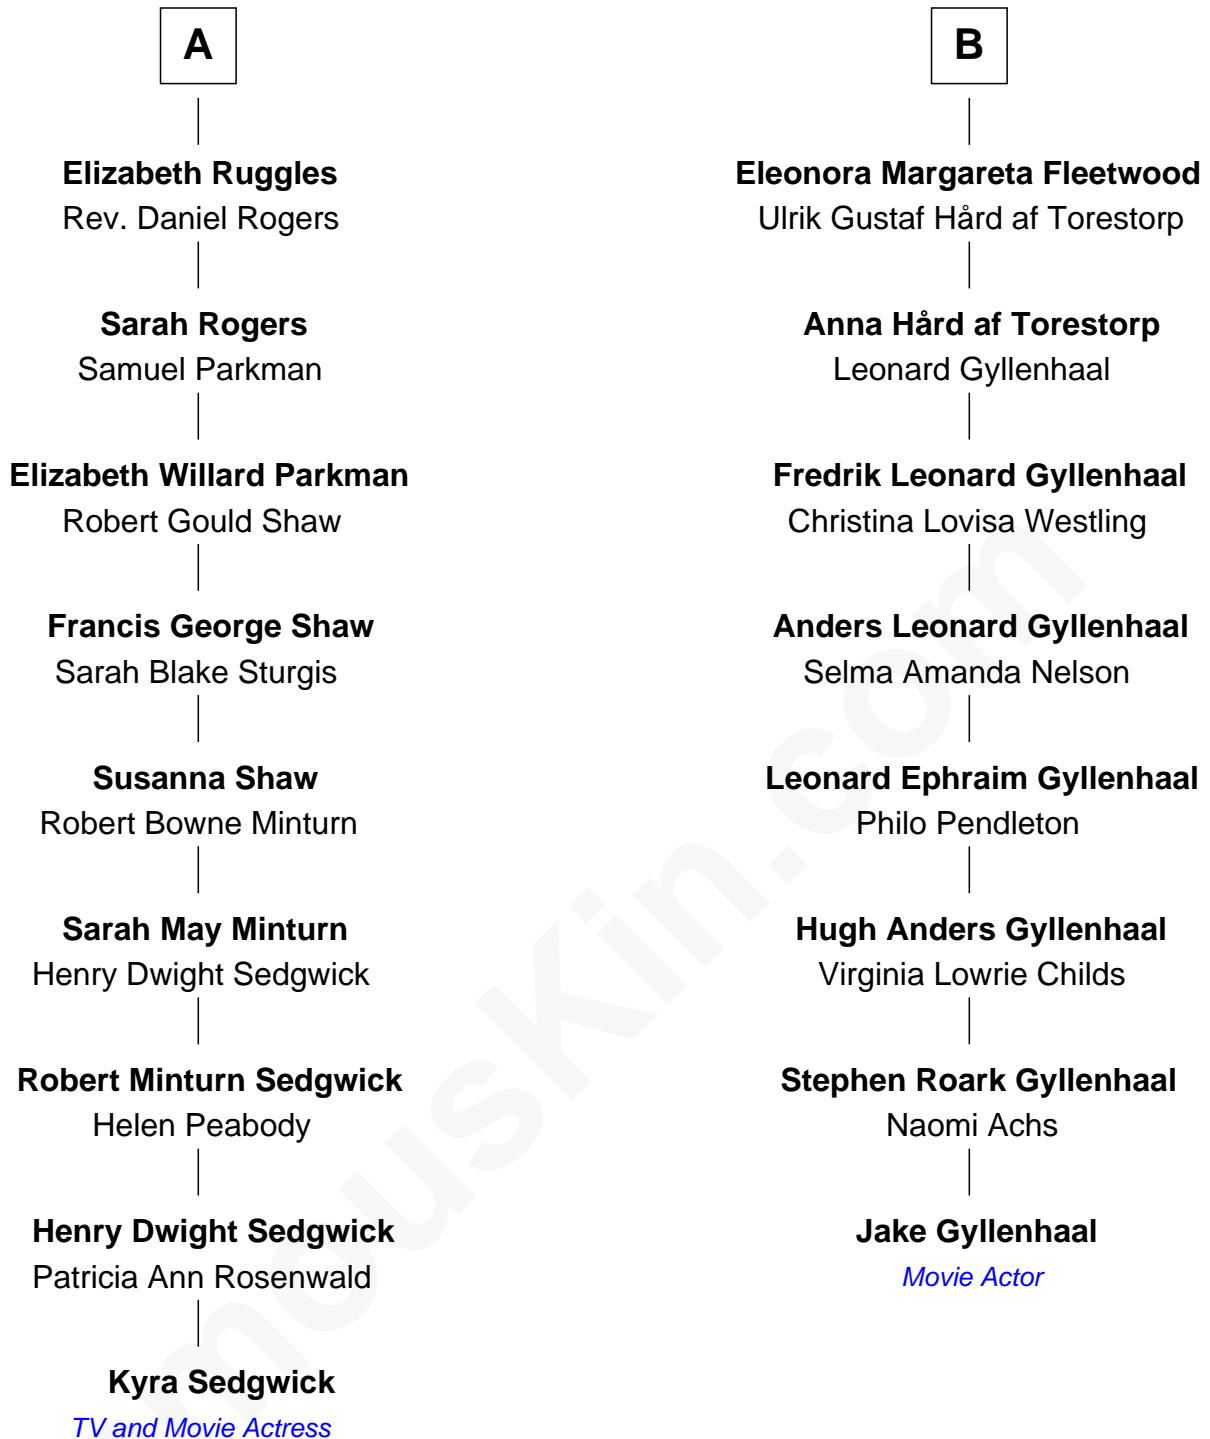 A
Elizabeth Ruggles
Rev. Daniel Rogers
Sarah Rogers
Samuel Parkman
Elizabeth Willard Parkman
Robert Gould Shaw
Francis George Shaw
Sarah Blake Sturgis
Susanna Shaw
Robert Bowne Minturn
Sarah May Minturn
Henry Dwight Sedgwick
Robert Minturn Sedgwick
Helen Peabody
Henry Dwight Sedgwick
Patricia Ann Rosenwald
Kyra Sedgwick
TV and Movie Actress
B
Eleonora Margareta Fleetwood
Ulrik Gustaf Hård af Torestorp
Anna Hård af Torestorp
Leonard Gyllenhaal
Fredrik Leonard Gyllenhaal
Christina Lovisa Westling
Anders Leonard Gyllenhaal
Selma Amanda Nelson
Leonard Ephraim Gyllenhaal
Philo Pendleton
Hugh Anders Gyllenhaal
Virginia Lowrie Childs
Stephen Roark Gyllenhaal
Naomi Achs
Jake Gyllenhaal
Movie Actor
mousKin.com